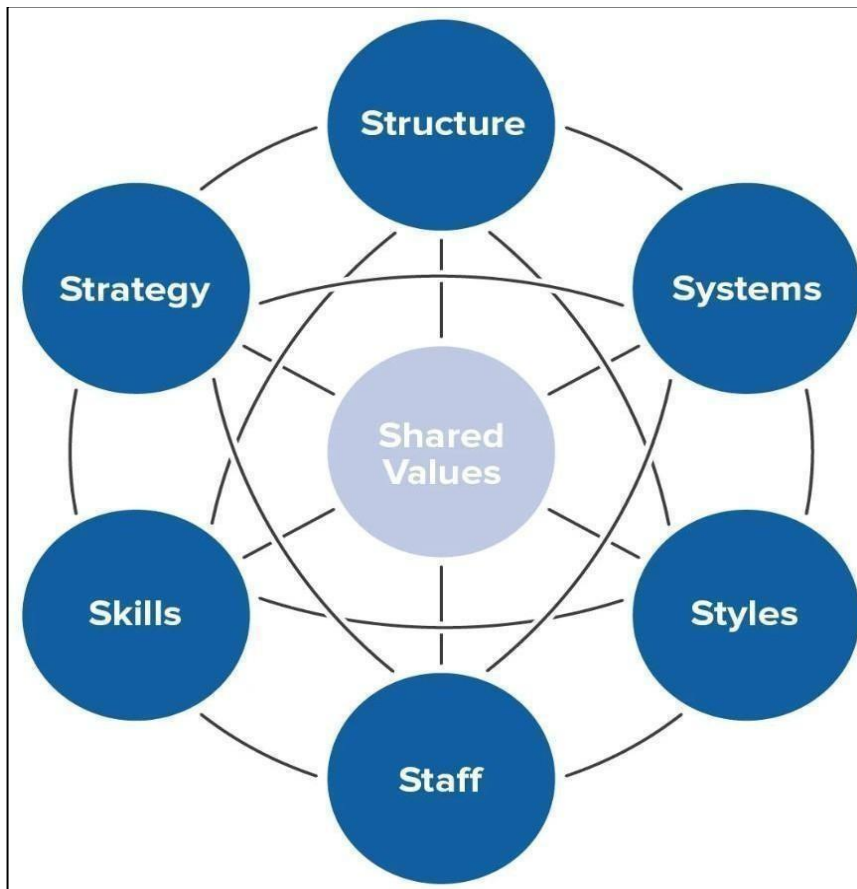 Structure
Strategy
Systems
Shared
Values
Skills
Styles
Staff